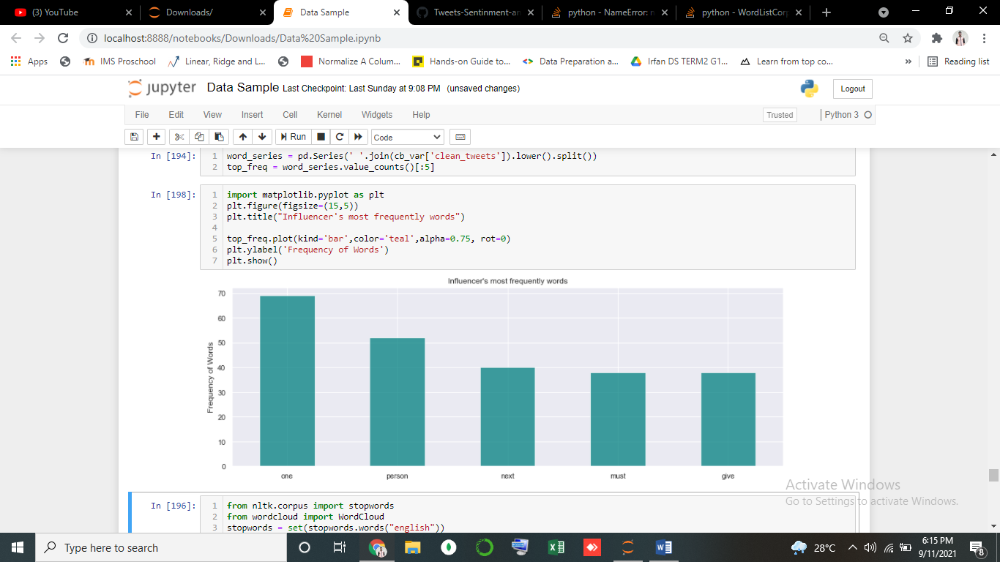 (3) YouTube
Downloads/
Data Sample
Tweets-Sentinment-an
python - NameError: n
python - WordListCorp
localhost:8888/notebooks/Downloads/Data%20Sample.ipynb
Apps
IMS Proschool
Linear, Ridge and L...
Normalize A Colum...
Hands-on Guide to...
Data Preparation a...
Irfan DS TERM2 G1...
Learn from top co...
»
Reading list
jupyter Data Sample Last Checkpoint: Last Sunday at 9:08 PM (unsaved changes)
Logout
File Edit View Insert Cell Kernel Widgets Help
Trusted
Python 3
Run
Code
In [194]:
1 word_series = pd.Series(' '.join(cb_var['clean_tweets']).lower().split())
2 top_freq = word_series.value_counts()[:5]
In [198]:
1 import matplotlib.pyplot as plt
2 plt.figure(figsize=(15,5))
3 plt.title("Influencer's most frequently words")
4
5 top_freq.plot(kind='bar',color='teal',alpha=0.75, rot=0)
6 plt.ylabel('Frequency of Words')
7 plt.show()
Influencer's most frequently words
70
60
50
40
30
20
10
0
Frequency of Words
one person next must give
Activate Windows
Go to Settings to activate Windows.
In [196]:
1 from nltk.corpus import stopwords
2 from wordcloud import WordCloud
3 stopwords = set(stopwords.words("english"))
Type here to search
28°C
6:15 PM
9/11/2021
8